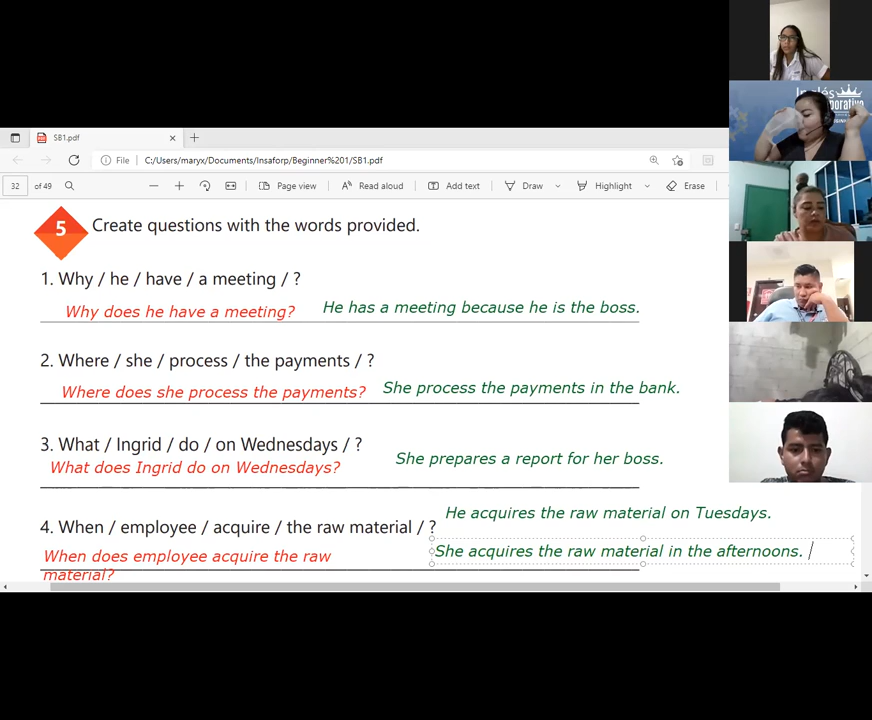 Inglés
SB1.pdf
File C:/Users/maryx/Documents/Insaforp/Beginner%201/SB1.pdf
32 of 49 Page view Read aloud Add text Draw Highlight Erase
5 Create questions with the words provided.
1. Why / he / have / a meeting / ?
Why does he have a meeting? He has a meeting because he is the boss.
2. Where / she / process / the payments / ?
Where does she process the payments? She process the payments in the bank.
3. What / Ingrid / do / on Wednesdays / ?
What does Ingrid do on Wednesdays? She prepares a report for her boss.
He acquires the raw material on Tuesdays.
4. When / employee / acquire / the raw material / ?
She acquires the raw material in the afternoons.
When does employee acquire the raw
material?